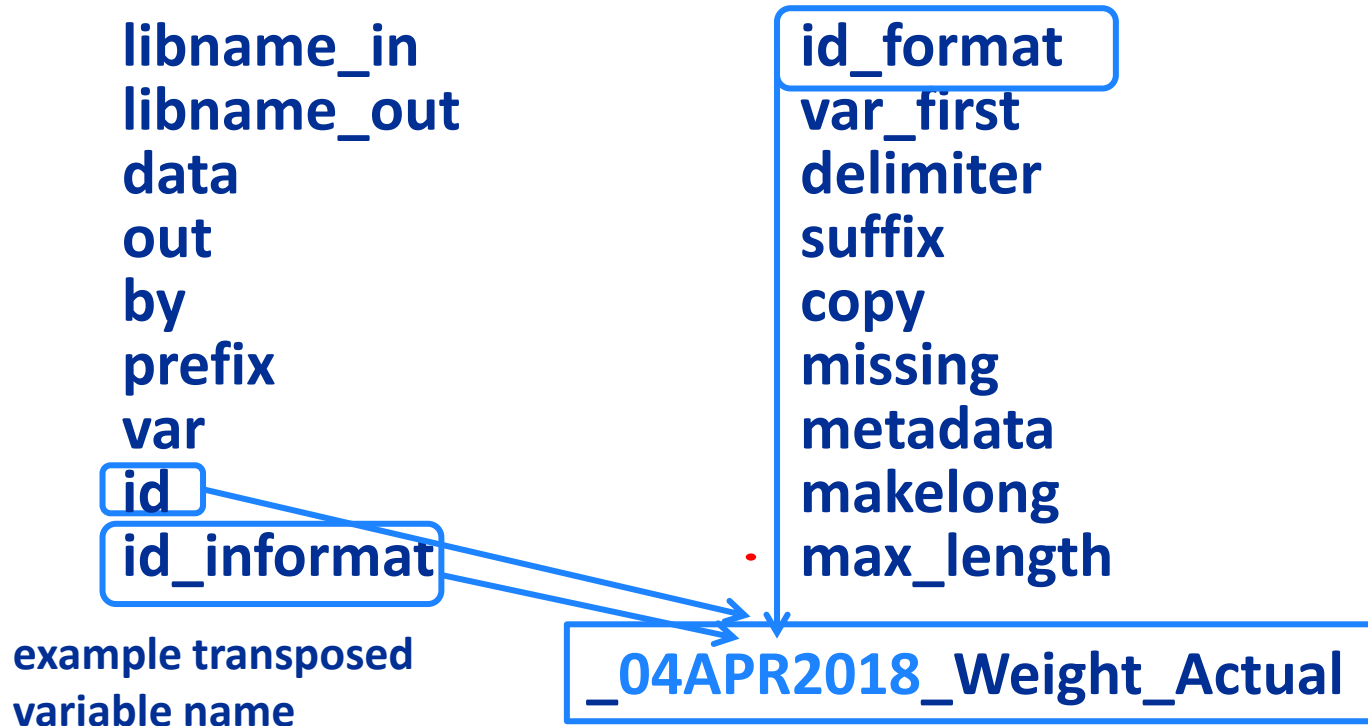 libname_in
libname_out
data
out
by
prefix
var
id
id_informat
id_format
var_first
delimiter
suffix
copy
missing
metadata
makelong
max_length
example transposed
variable name
_04APR2018_Weight_Actual